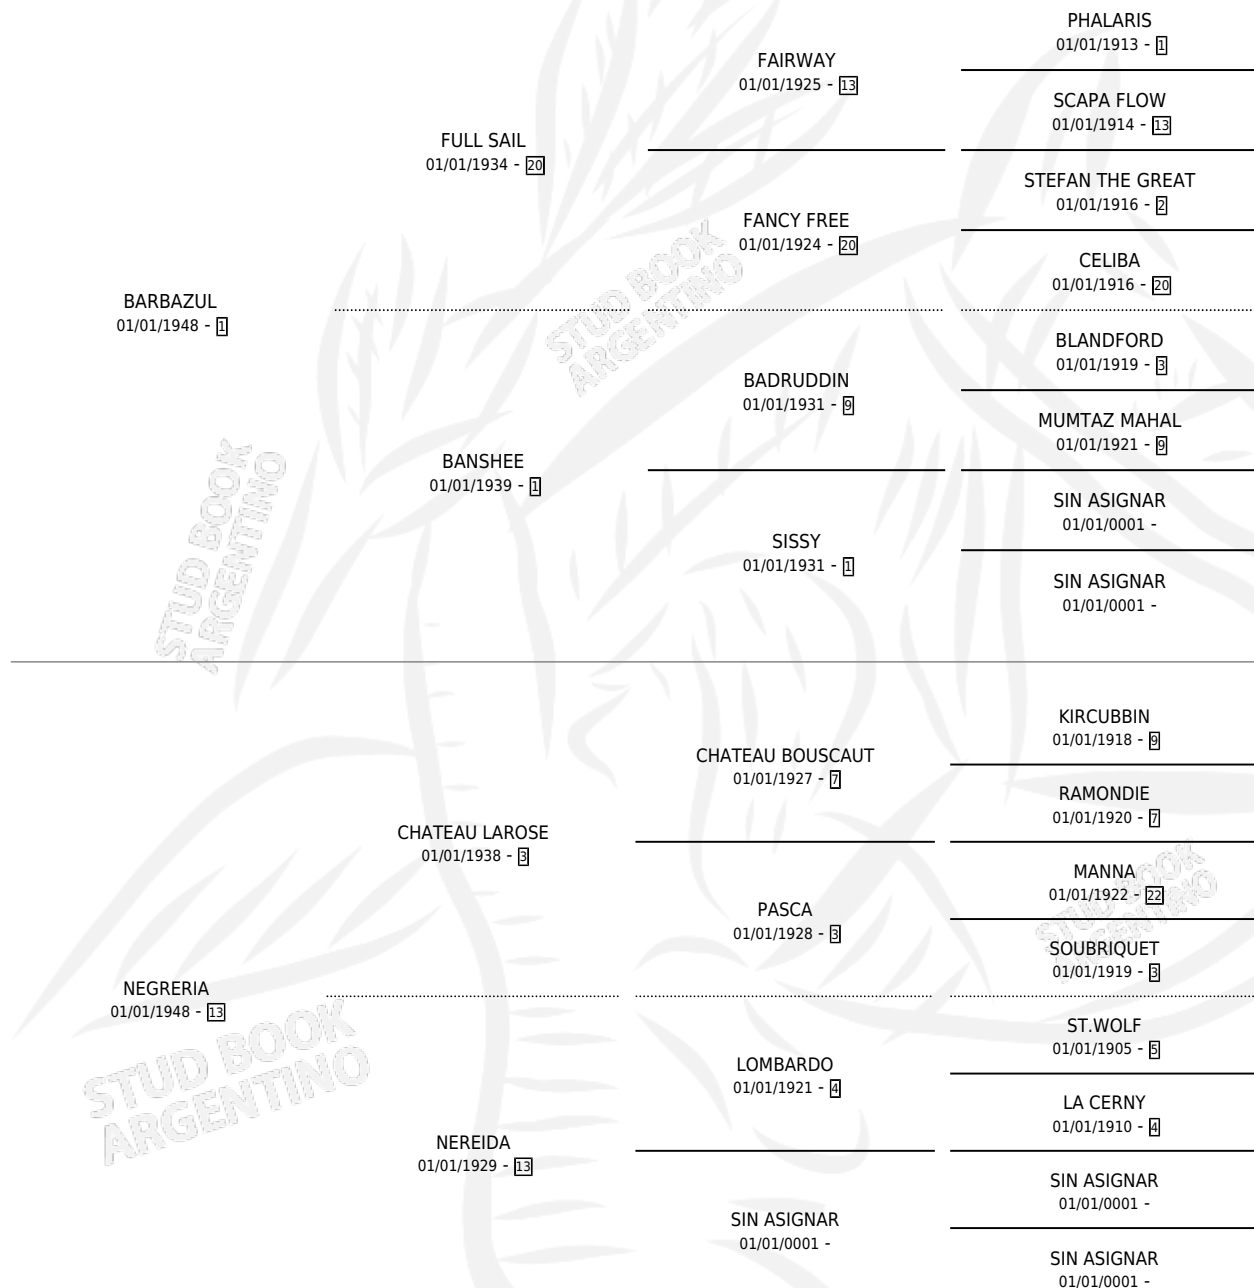 PHALARIS
01/01/1913 - 1
FAIRWAY
01/01/1925 - 13
SCAPA FLOW
01/01/1914 - 13
FULL SAIL
01/01/1934 - 20
STEFAN THE GREAT
01/01/1916 - 2
FANCY FREE
01/01/1924 - 20
CELIBA
01/01/1916 - 20
BARBAZUL
01/01/1948 - 1
BLANDFORD
01/01/1919 - 3
BADRUDDIN
01/01/1931 - 9
MUMTAZ MAHAL
01/01/1921 - 9
BANSHEE
01/01/1939 - 1
SIN ASIGNAR
01/01/0001 -
SISSY
01/01/1931 - 1
SIN ASIGNAR
01/01/0001 -
STUD BOOK
ARGENTINO
STUD BOOK
ARGENTINO
KIRCUBBIN
01/01/1918 - 9
CHATEAU BOUSCAUT
01/01/1927 - 7
RAMONDIE
01/01/1920 - 7
CHATEAU LAROSE
01/01/1938 - 3
MANNA
01/01/1922 - 22
PASCA
01/01/1928 - 3
SOUBRIQUET
01/01/1919 - 3
NEGRERIA
01/01/1948 - 13
ST.WOLF
01/01/1905 - 5
LOMBARDO
01/01/1921 - 4
LA CERNY
01/01/1910 - 4
NEREIDA
01/01/1929 - 13
SIN ASIGNAR
01/01/0001 -
SIN ASIGNAR
01/01/0001 -
SIN ASIGNAR
01/01/0001 -
STUD BOOK
ARGENTINO
STUD BOOK
ARGENTINO